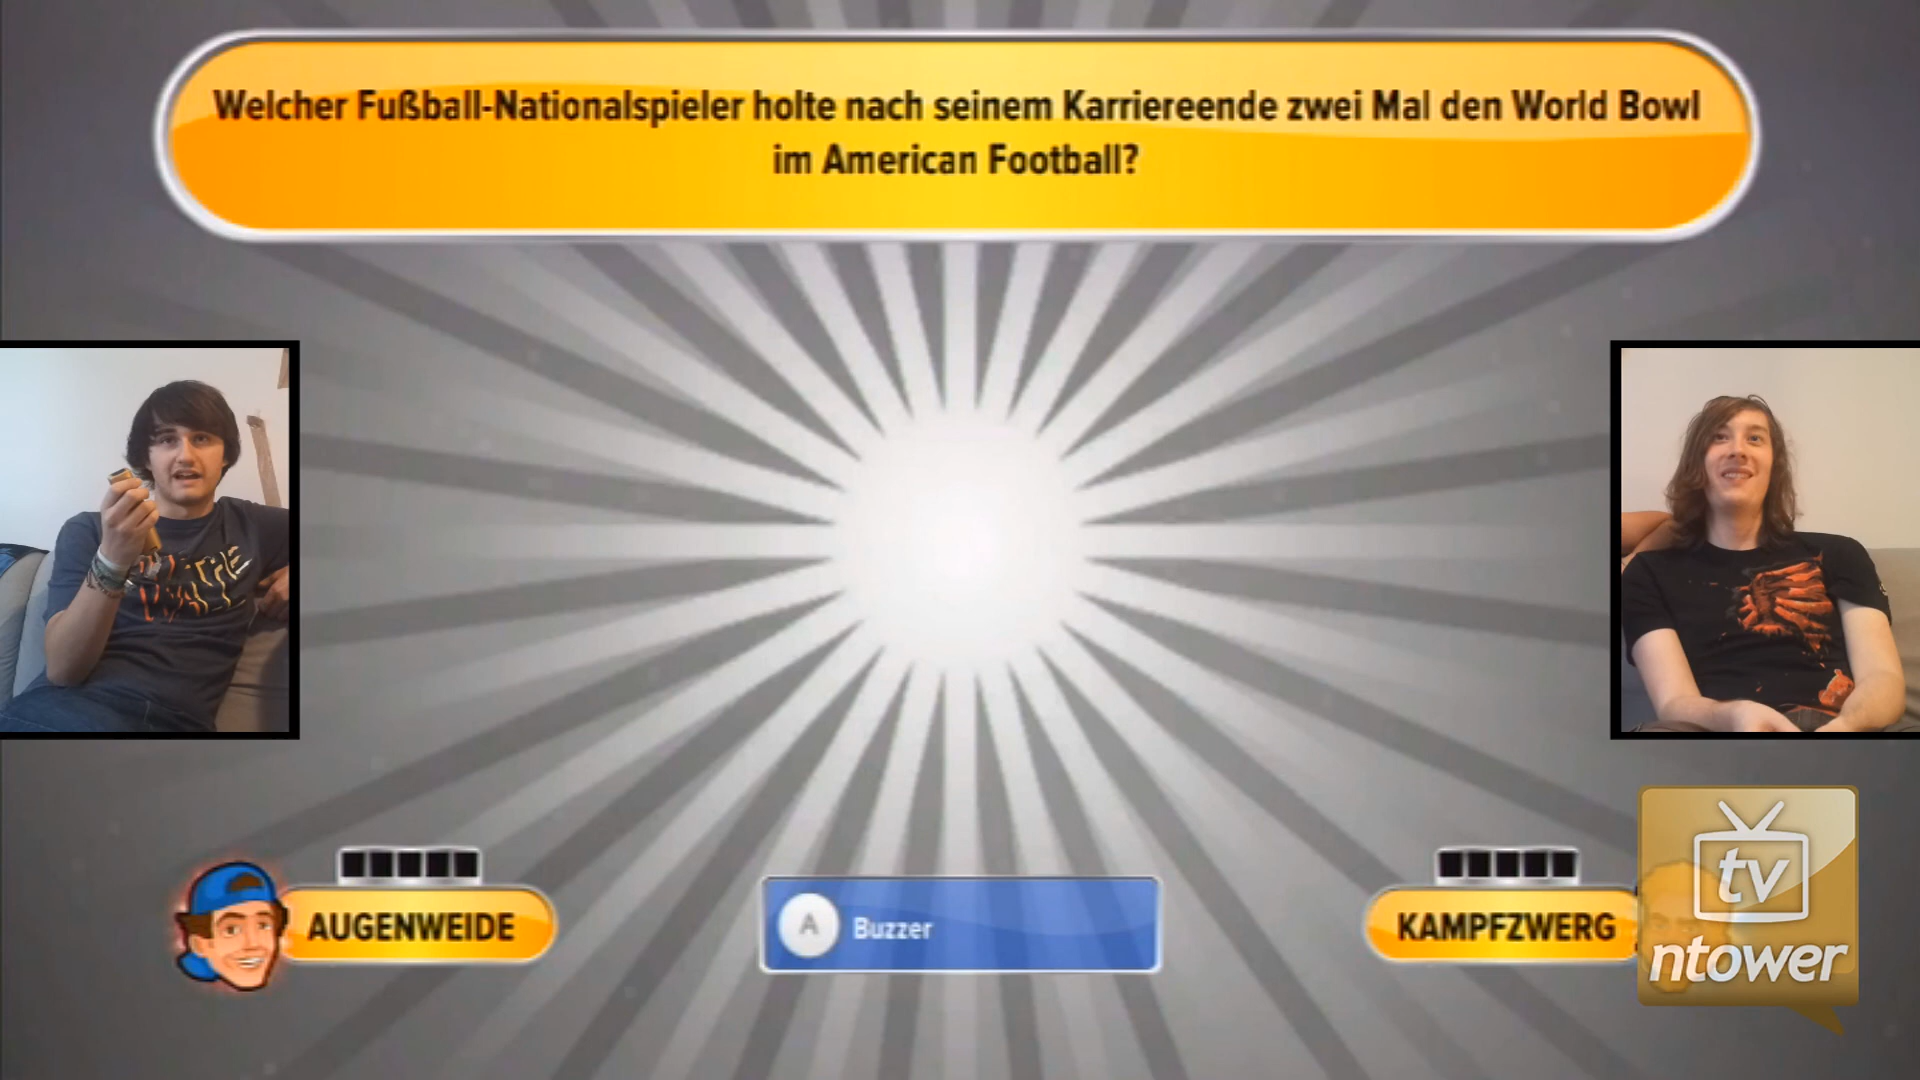 Welcher Fußball-Nationalspieler holte nach seinem Karriereende zwei Mal den World Bowl
im American Football?
AUGENWEIDE
A Buzzer
KAMPFZWERG
tv
ntower